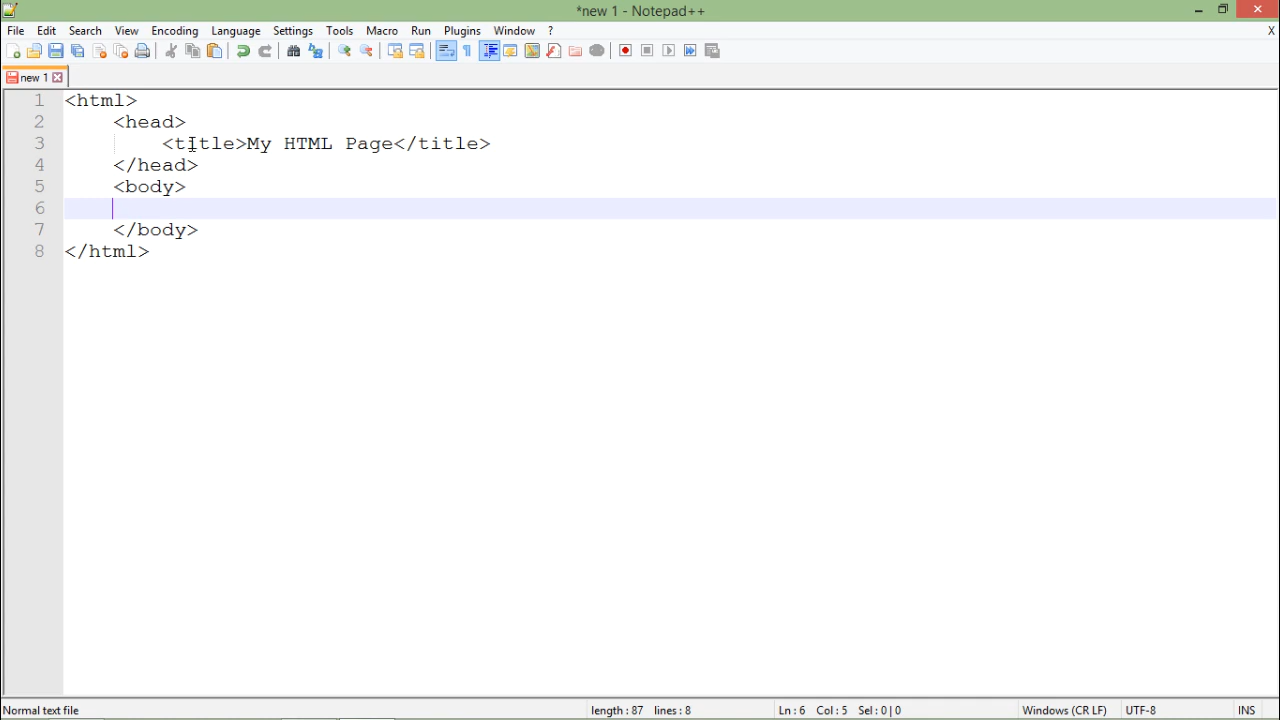 *new 1 - Notepad++
File Edit Search View Encoding Language Settings Tools Macro Run Plugins Window ? X
new 1
1 <html>
2 <head>
3 <title>My HTML Page</title>
4 </head>
5 <body>
6
7 </body>
8 </html>
Normal text file length : 87 lines : 8 Ln : 6 Col : 5 Sel : 0 | 0 Windows (CR LF) UTF-8 INS